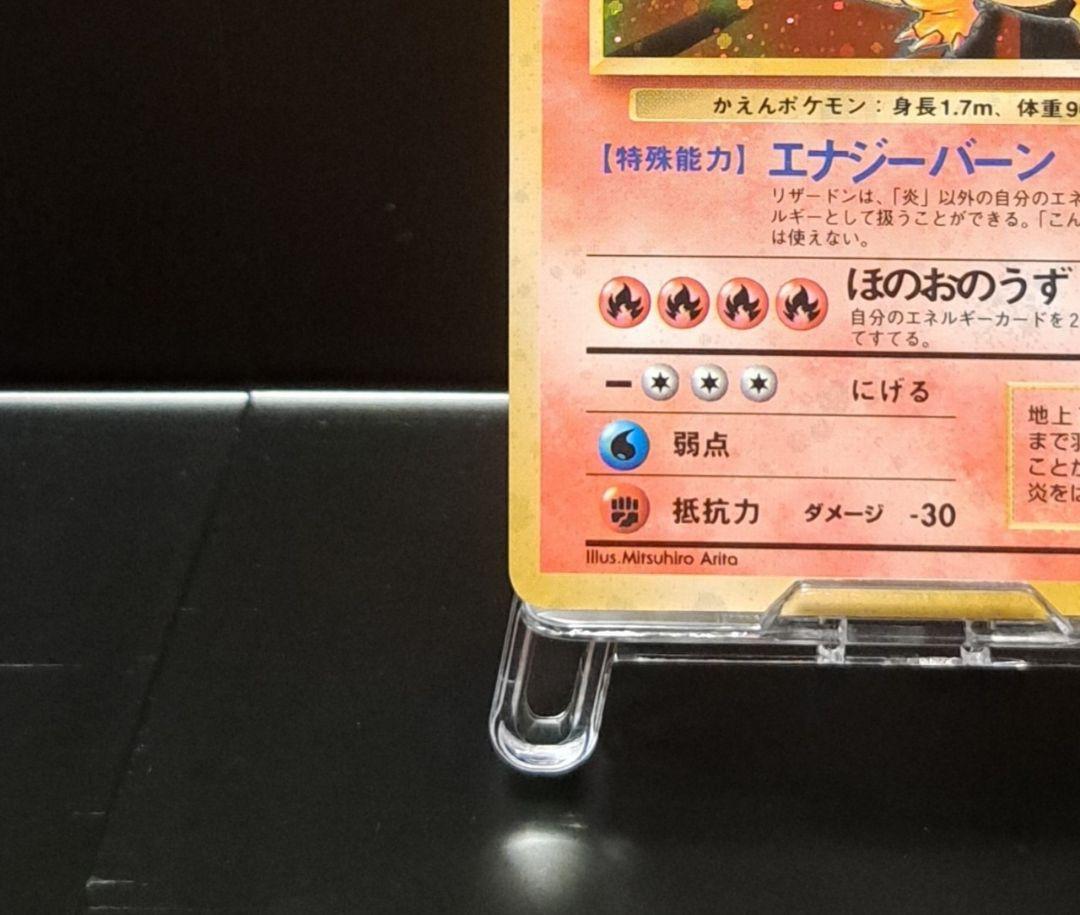 かえんポケモン：身長1.7m、体重9
【特殊能力】 エナジーバーン
リザードンは、「炎」以外の自分のエネ
ルギーとして扱うことができる。「こん
は使えない。
ほのおのうず
自分のエネルギーカードを2
てすてる。
にげる
弱点
抵抗力 ダメージ -30
地上
まで
ことが
炎をは
Illus.Mitsuhiro Arita